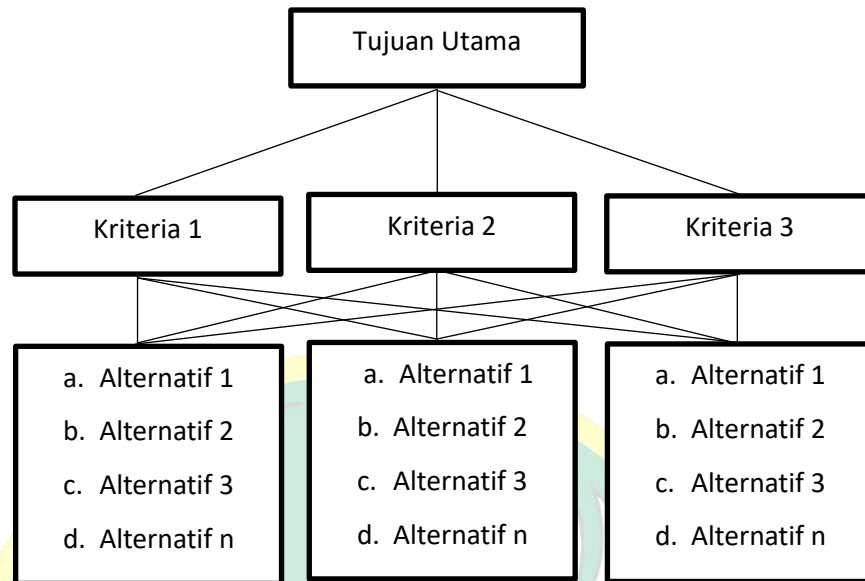 Tujuan Utama
Kriteria 1
Kriteria 2
Kriteria 3
a. Alternatif 1
b. Alternatif 2
c. Alternatif 3
d. Alternatif n
a. Alternatif 1
b. Alternatif 2
c. Alternatif 3
d. Alternatif n
a. Alternatif 1
b. Alternatif 2
c. Alternatif 3
d. Alternatif n